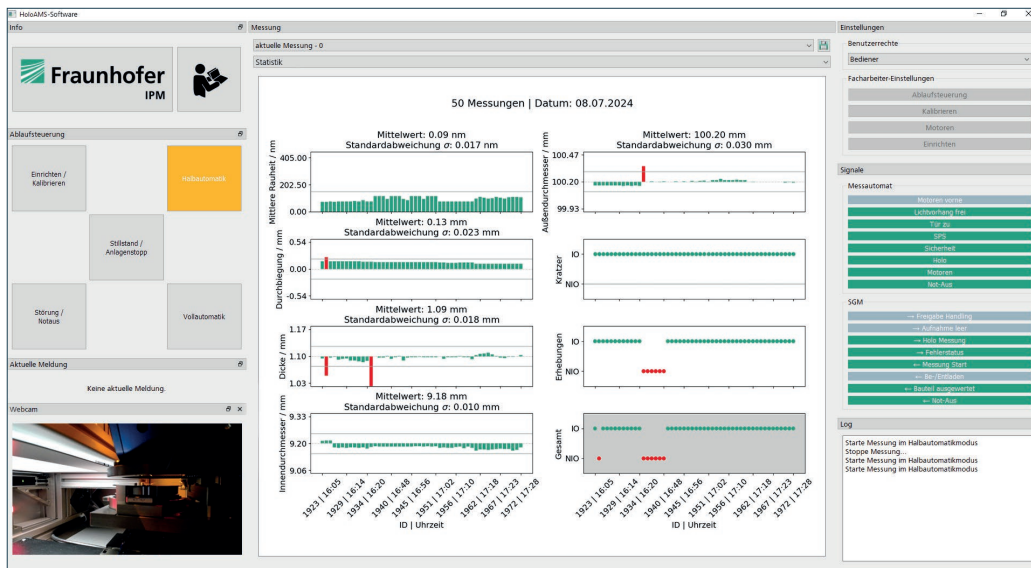 HoloAMS-Software
Info
Fraunhofer
IPM
Ablaufsteuerung
Einrichten /
Kalibrieren
Halbautomatik
Stillstand /
Anlagenstopp
Störung /
Notaus
Vollautomatik
Aktuelle Meldung
Keine aktuelle Meldung.
Webcam
Messung
aktuelle Messung - 0
Statistik
50 Messungen | Datum: 08.07.2024
Mittelwert: 0.09 nm
Standardabweichung σ: 0.017 nm
Mittlere Rauheit / nm
405.00
202.50
0.00
Mittelwert: 0.13 mm
Standardabweichung σ: 0.023 mm
Durchbiegung / mm
0.54
0.00
-0.54
Mittelwert: 1.09 mm
Standardabweichung σ: 0.018 mm
Dicke / mm
1.17
1.10
1.03
Mittelwert: 9.18 mm
Standardabweichung σ: 0.010 mm
Innendurchmesser / mm
9.33
9.20
9.06
1923 | 16:05
1929 | 16:14
1934 | 16:20
1940 | 16:48
1945 | 16:56
1951 | 17:02
1956 | 17:10
1962 | 17:18
1967 | 17:23
1972 | 17:28
ID | Uhrzeit
Mittelwert: 100.20 mm
Standardabweichung σ: 0.030 mm
Außendurchmesser / mm
100.47
100.20
99.93
Kratzer
IO
NIO
Erhebungen
IO
NIO
Gesamt
IO
NIO
1923 | 16:05
1929 | 16:14
1934 | 16:20
1940 | 16:48
1945 | 16:56
1951 | 17:02
1956 | 17:10
1962 | 17:18
1967 | 17:23
1972 | 17:28
ID | Uhrzeit
Einstellungen
Benutzerrechte
Bediener
Facharbeiter-Einstellungen
Ablaufsteuerung
Kalibrieren
Motoren
Einrichten
Signale
Messautomat
Motoren vorne
Lichtvorhang frei
Tür zu
SPS
Sicherheit
Holo
Motoren
Not-Aus
SGM
→ Freigabe Handling
→ Aufnahme leer
→ Holo Messung
→ Fehlerstatus
← Messung Start
← Be-/Entladen
← Bauteil ausgewertet
← Not-Aus
Log
Starte Messung im Halbautomatikmodus
Stoppe Messung...
Starte Messung im Halbautomatikmodus
Starte Messung im Halbautomatikmodus